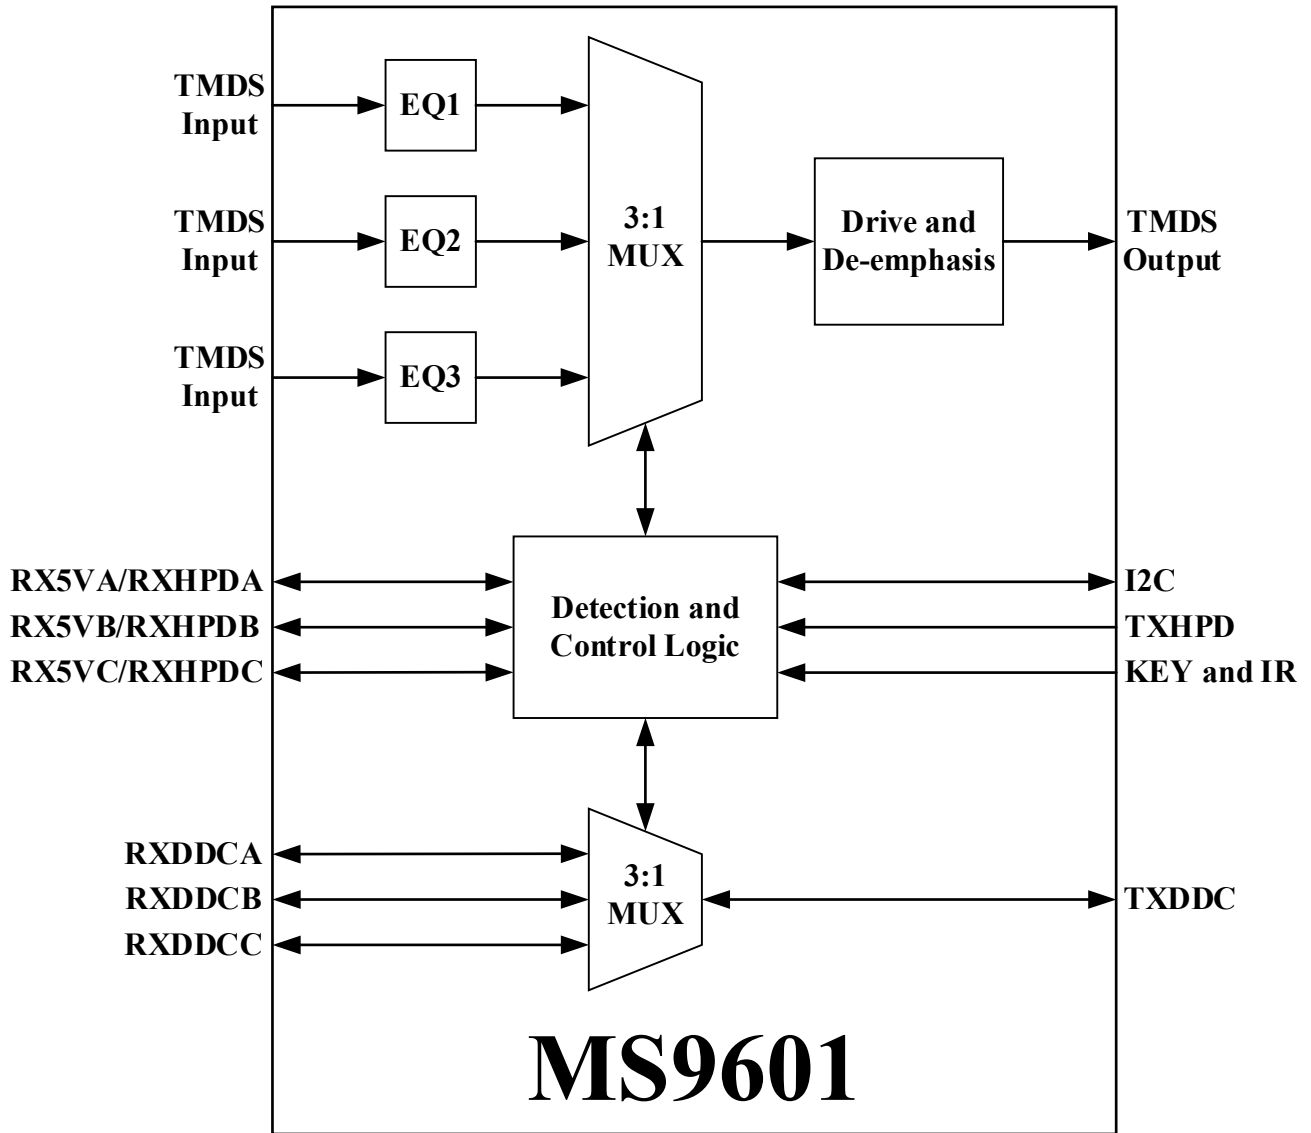 TMDS
Input
EQ1
TMDS
Input
EQ2
TMDS
Input
EQ3
3:1
MUX
Drive and
De-emphasis
TMDS
Output
RX5VA/RXHPDA
RX5VB/RXHPDB
RX5VC/RXHPDC
Detection and
Control Logic
I2C
TXHPD
KEY and IR
RXDDCA
RXDDCB
RXDDCC
3:1
MUX
TXDDC
MS9601